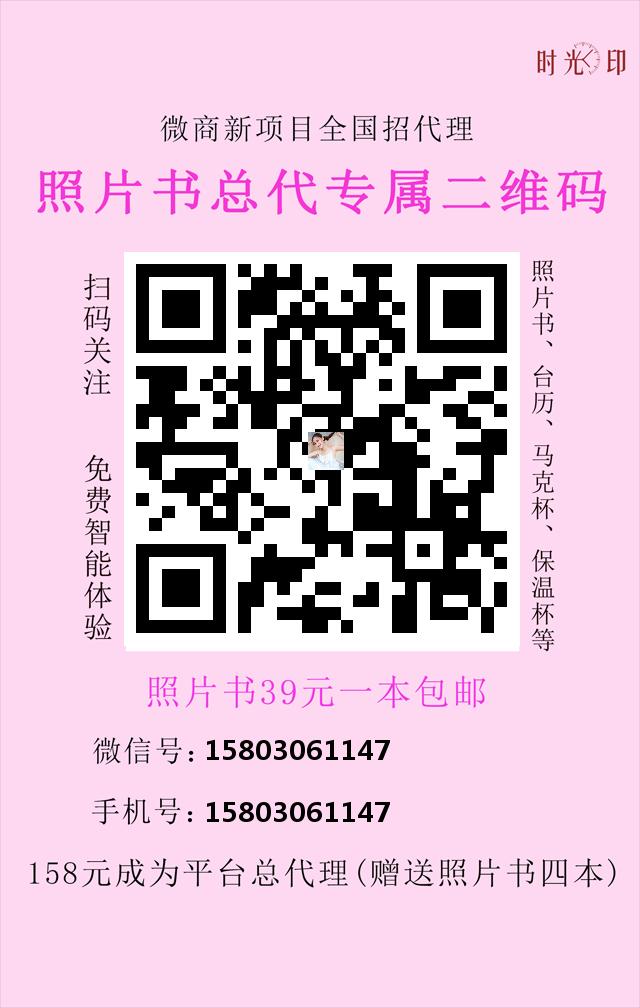 时光印
微商新项目全国招代理
照片书总代专属二维码
扫码关注
免费智能体验
照片书、台历、马克杯、保温杯等
照片书39元一本包邮
微信号:15803061147
手机号:15803061147
158元成为平台总代理(赠送照片书四本)